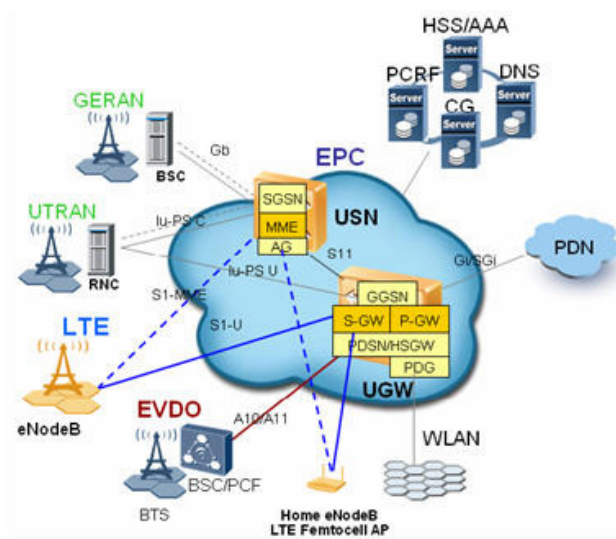 HSS/AAA
Server
PCRF
DNS
Server
CG
Server
Server
GERAN
BSC
Gb
EPC
SGSN
USN
MME
AG
UTRAN
RNC
Iu-PS C
S11
Iu-PS U
Gi/SGi
PDN
GGSN
S1-MME
S-GW
P-GW
LTE
S1-U
PDSN/HSGW
PDG
UGW
eNodeB
EVDO
A10/A11
WLAN
BSC/PCF
BTS
Home eNodeB
LTE Femtocell AP